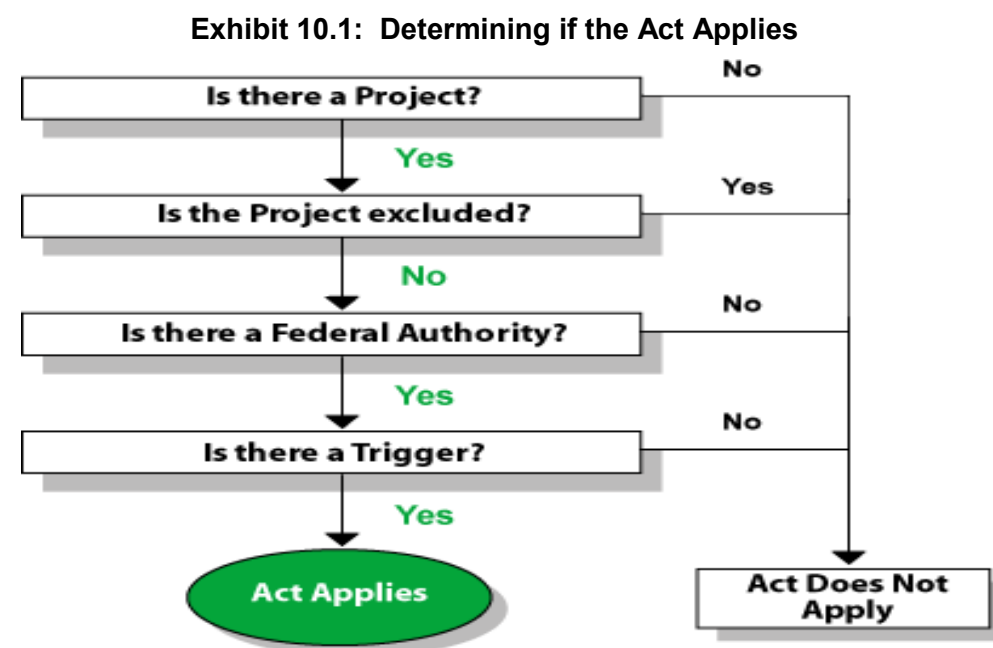 Exhibit 10.1: Determining if the Act Applies
Is there a Project?
No
Yes
Is the Project excluded?
Yes
No
Is there a Federal Authority?
No
Yes
Is there a Trigger?
No
Yes
Act Applies
Act Does Not
Apply